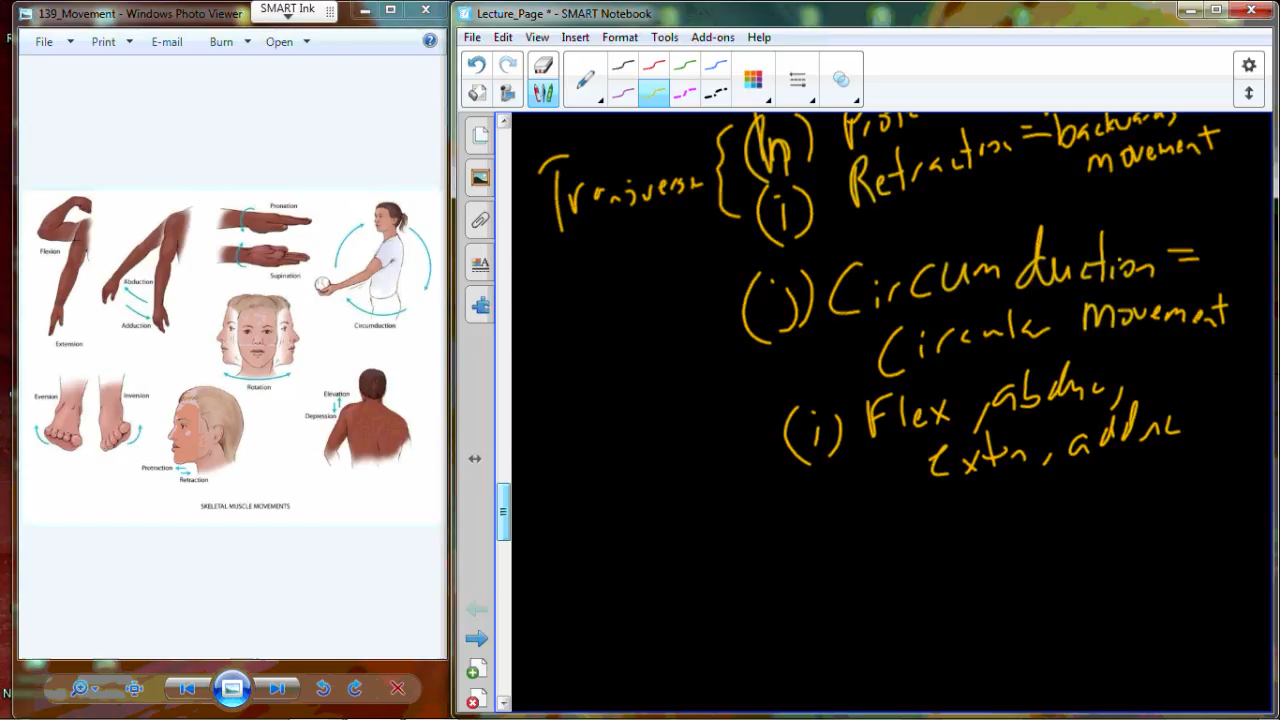 139_Movement - Windows Photo Viewer
SMART Ink
File Print E-mail Burn Open
Flexion
Extension
Abduction
Adduction
Pronation
Supination
Circumduction
Rotation
Eversion
Inversion
Protraction
Retraction
Elevation
Depression
SKELETAL MUSCLE MOVEMENTS
Lecture_Page * - SMART Notebook
File Edit View Insert Format Tools Add-ons Help
Transverse
(h)
(i) Retraction = backward
movement
(j) Circumduction =
Circular movement
(i) Flex, abduc,
exten, adduc